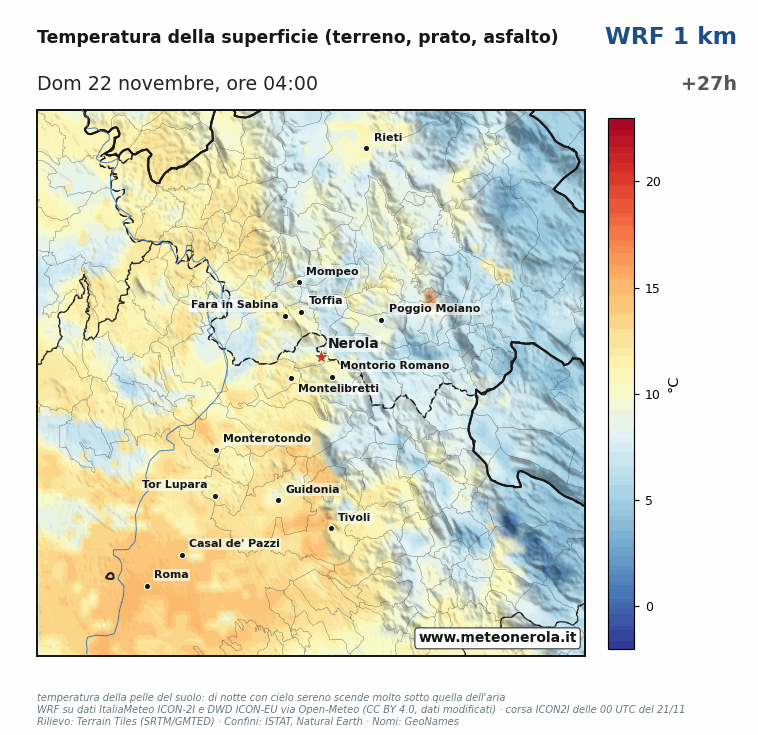 Temperatura della superficie (terreno, prato, asfalto)
WRF 1 km
Dom 22 novembre, ore 04:00
+27h
Rieti
Mompeo
Fara in Sabina
Toffia
Poggio Moiano
Nerola
Montorio Romano
Montelibretti
Monterotondo
Tor Lupara
Guidonia
Tivoli
Casal de' Pazzi
Roma
www.meteonerola.it
20
15
10
5
0
°C
temperatura della pelle del suolo: di notte con cielo sereno scende molto sotto quella dell'aria
WRF su dati ItaliaMeteo ICON-2I e DWD ICON-EU via Open-Meteo (CC BY 4.0, dati modificati) · corsa ICON2I delle 00 UTC del 21/11
Rilievo: Terrain Tiles (SRTM/GMTED) · Confini: ISTAT, Natural Earth · Nomi: GeoNames